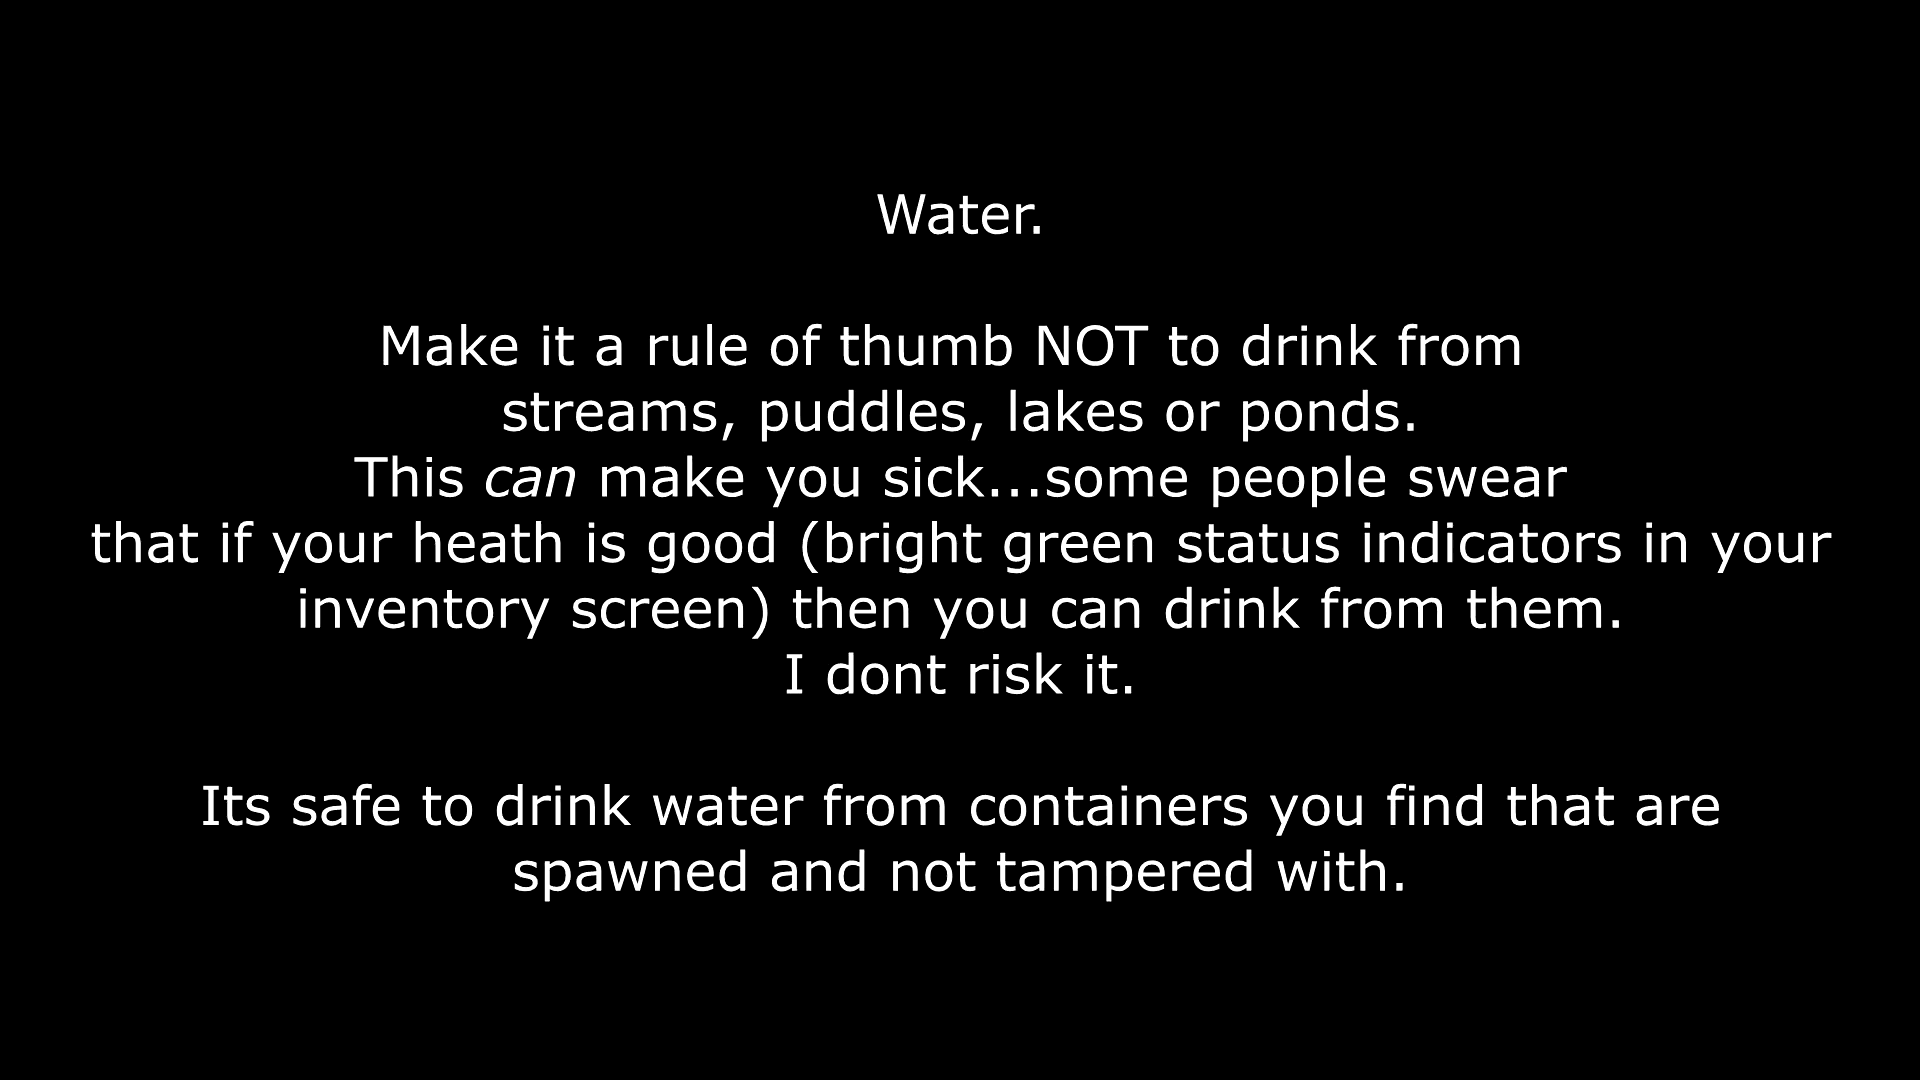 Water.
Make it a rule of thumb NOT to drink from
streams, puddles, lakes or ponds.
This can make you sick...some people swear
that if your heath is good (bright green status indicators in your
inventory screen) then you can drink from them.
I dont risk it.
Its safe to drink water from containers you find that are
spawned and not tampered with.